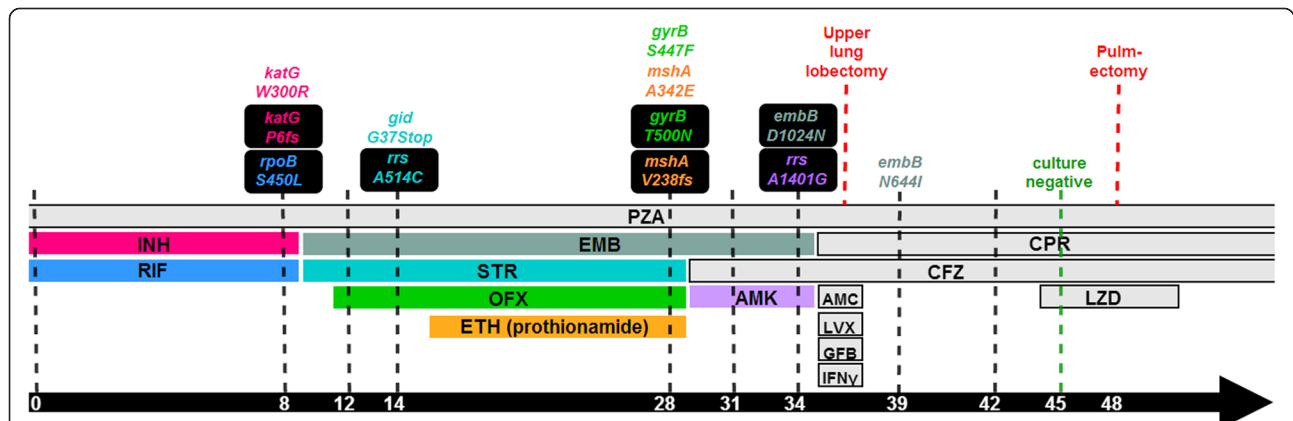 gyrB
S447F
mshA
A342E
Upper
lung
lobectomy
Pulm-
ectomy
katG
W300R
katG
P6fs
rpoB
S450L
gid
G37Stop
rrs
A514C
gyrB
T500N
mshA
V238fs
embB
D1024N
rrs
A1401G
embB
N644I
culture
negative
PZA
INH
EMB
CPR
RIF
STR
CFZ
OFX
AMK
AMC
LZD
ETH (prothionamide)
LVX
GFB
IFNγ
0 8 12 14 28 31 34 39 42 45 48